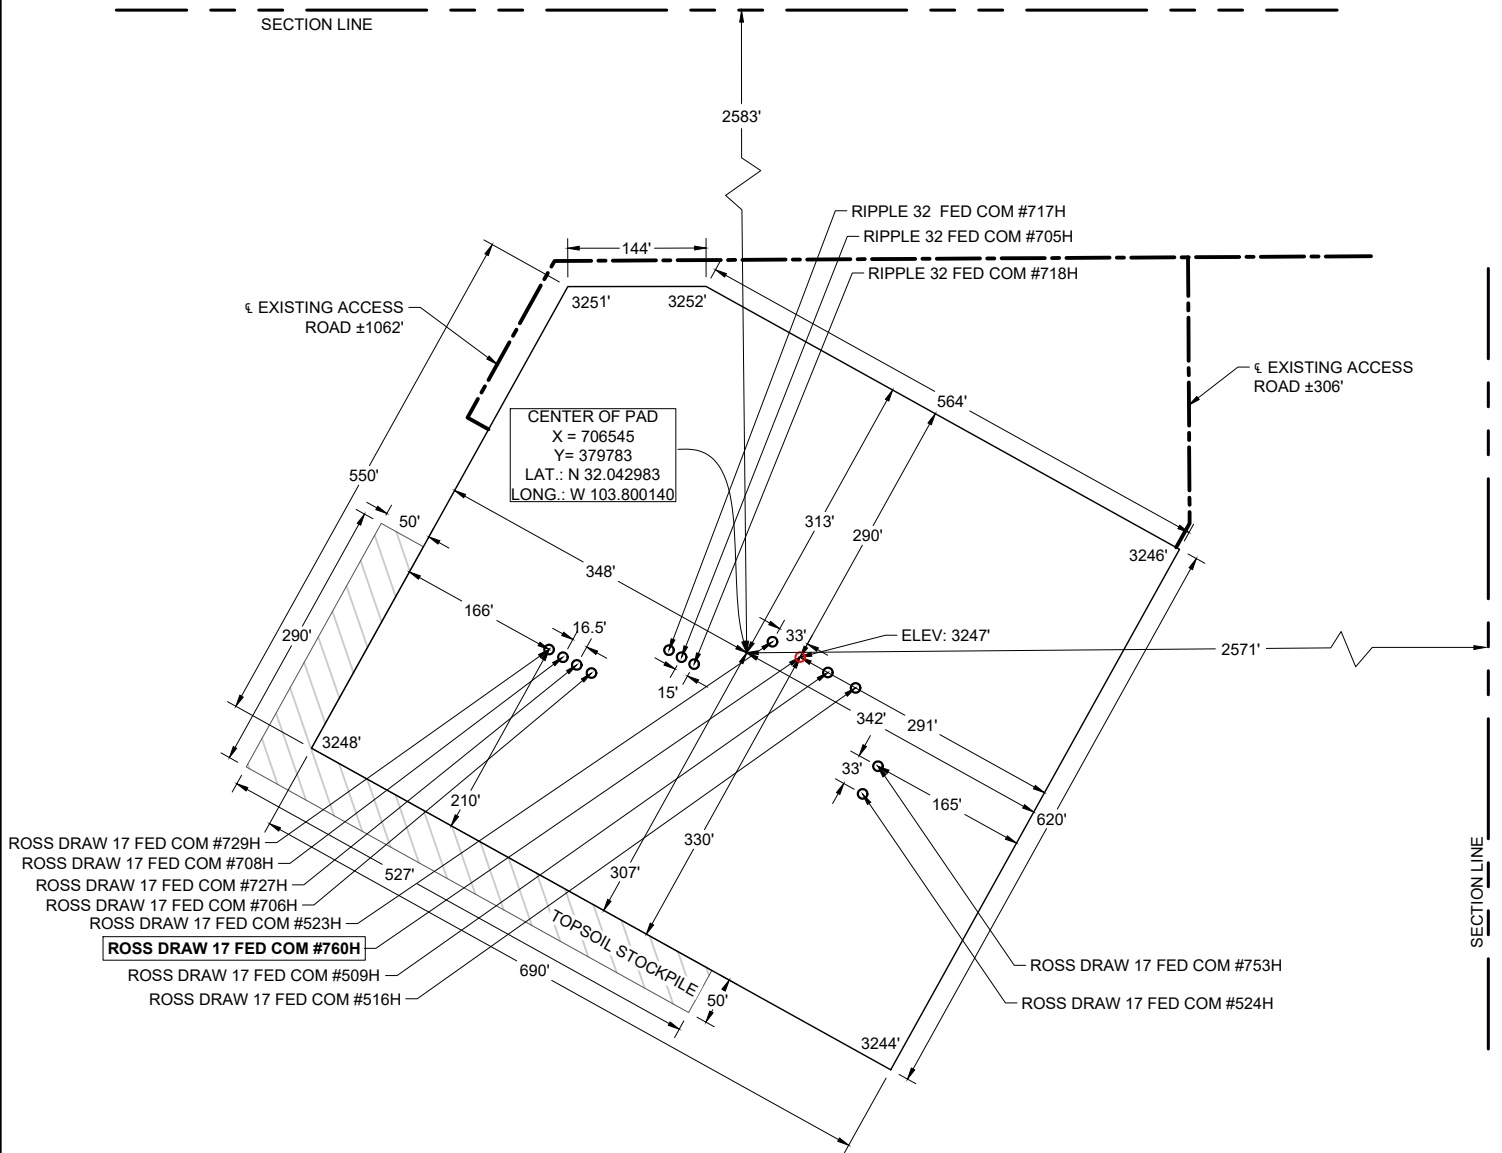 SECTION LINE
2583'
RIPPLE 32 FED COM #717H
RIPPLE 32 FED COM #705H
RIPPLE 32 FED COM #718H
144'
3251'
3252'
℄ EXISTING ACCESS
ROAD ±1062'
℄ EXISTING ACCESS
ROAD ±306'
564'
CENTER OF PAD
X = 706545
Y= 379783
LAT.: N 32.042983
LONG.: W 103.800140
550'
50'
313'
290'
3246'
348'
166'
16.5'
290'
33'
ELEV: 3247'
2571'
15'
342'
291'
3248'
33'
165'
210'
620'
330'
307'
527'
ROSS DRAW 17 FED COM #729H
ROSS DRAW 17 FED COM #708H
ROSS DRAW 17 FED COM #727H
ROSS DRAW 17 FED COM #706H
ROSS DRAW 17 FED COM #523H
ROSS DRAW 17 FED COM #760H
ROSS DRAW 17 FED COM #509H
ROSS DRAW 17 FED COM #516H
TOPSOIL STOCKPILE
690'
50'
ROSS DRAW 17 FED COM #753H
ROSS DRAW 17 FED COM #524H
3244'
SECTION LINE